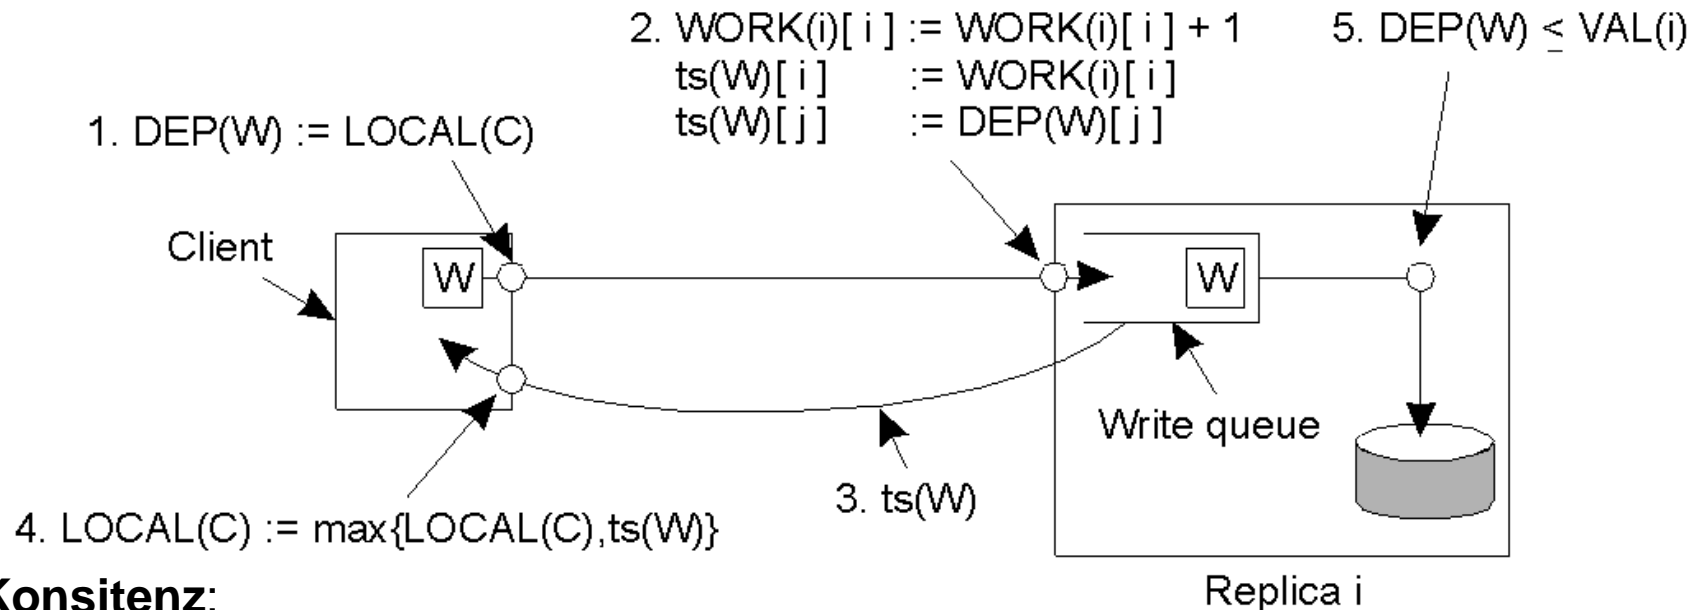 2. WORK(i)[ i ] := WORK(i)[ i ] + 1
ts(W)[ i ] := WORK(i)[ i ]
ts(W)[ j ] := DEP(W)[ j ]
5. DEP(W) ≤ VAL(i)
1. DEP(W) := LOCAL(C)
Client
W
W
Write queue
3. ts(W)
4. LOCAL(C) := max{LOCAL(C),ts(W)}
Replica i
Konsitenz: